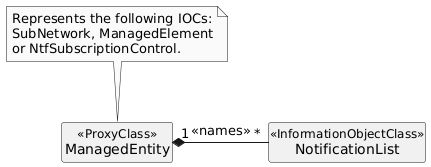 Represents the following IOCs:
SubNetwork, ManagedElement
or NtfSubscriptionControl.
«ProxyClass»
ManagedEntity
1 «names» *
«InformationObjectClass»
NotificationList